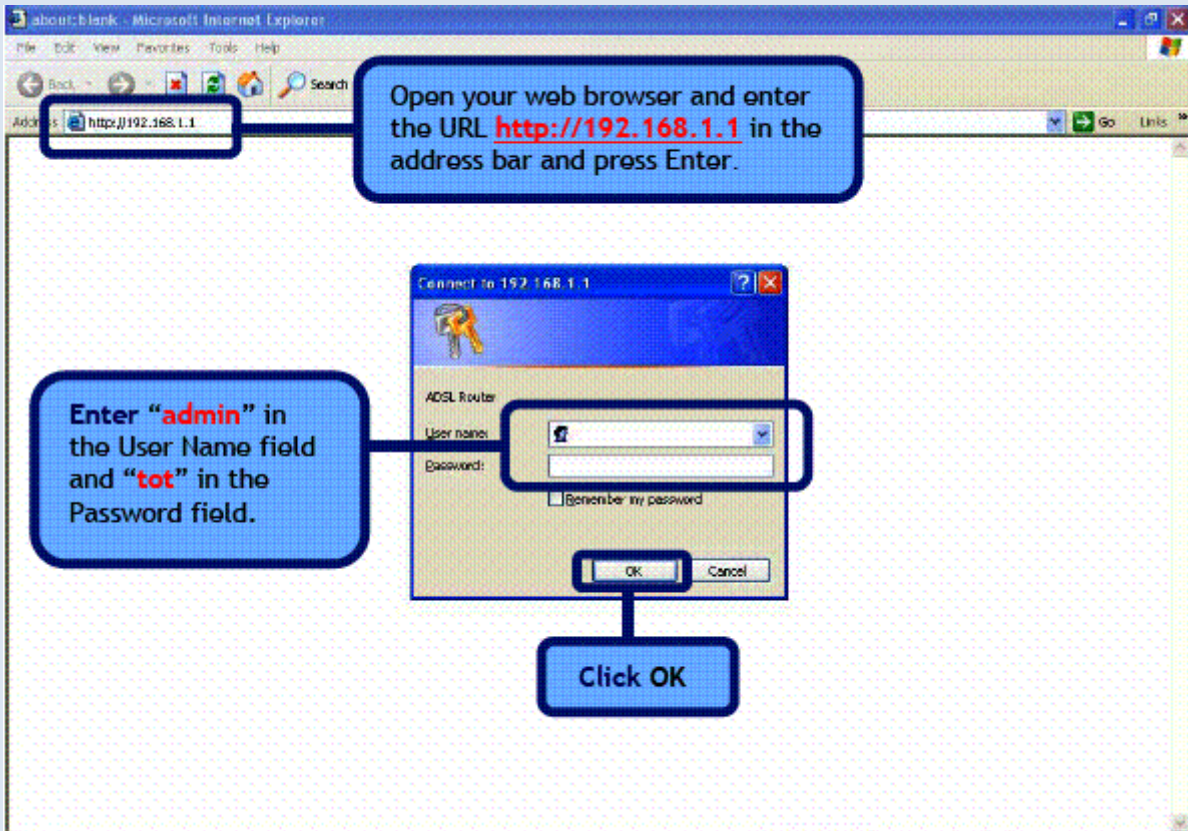 about:blank - Microsoft Internet Explorer
File Edit View Favorites Tools Help
Back Search
Address http://192.168.1.1 Go Links »
Open your web browser and enter
the URL http://192.168.1.1 in the
address bar and press Enter.
Connect to 192.168.1.1
ADSL Router
User name:
Password:
Remember my password
OK Cancel
Enter “admin” in
the User Name field
and “tot” in the
Password field.
Click OK